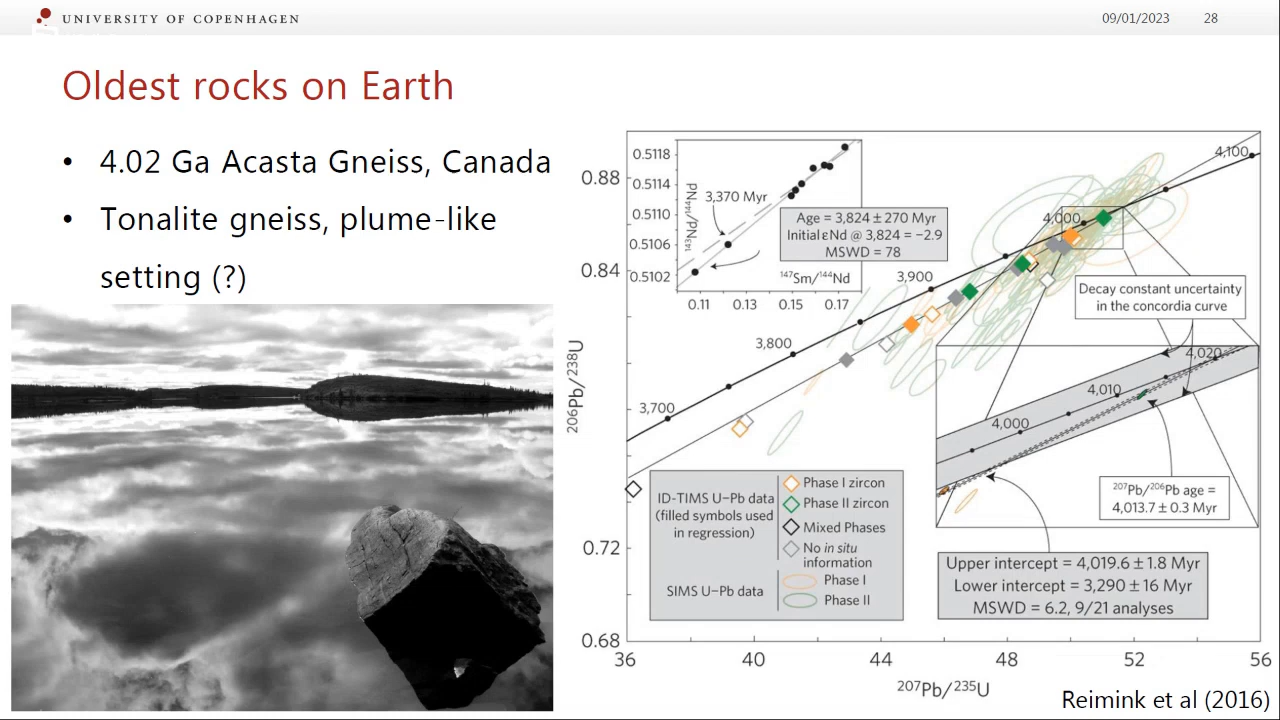 UNIVERSITY OF COPENHAGEN
09/01/2023 28
Oldest rocks on Earth
• 4.02 Ga Acasta Gneiss, Canada
• Tonalite gneiss, plume-like
setting (?)
0.88
0.84
0.72
0.68
²⁰⁶Pb/²³⁸U
36 40 44 48 52 56
²⁰⁷Pb/²³⁵U
0.5118
0.5114
0.5110
0.5106
0.5102
¹⁴³Nd/¹⁴⁴Nd
3,370 Myr
0.11 0.13 0.15 0.17
¹⁴⁷Sm/¹⁴⁴Nd
Age = 3,824 ± 270 Myr
Initial εNd @ 3,824 = −2.9
MSWD = 78
3,700
3,800
3,900
4,000
4,100
Decay constant uncertainty
in the concordia curve
4,000
4,010
4,020
²⁰⁷Pb/²⁰⁶Pb age =
4,013.7 ± 0.3 Myr
ID-TIMS U–Pb data
(filled symbols used
in regression)
Phase I zircon
Phase II zircon
Mixed Phases
No in situ
information
SIMS U–Pb data
Phase I
Phase II
Upper intercept = 4,019.6 ± 1.8 Myr
Lower intercept = 3,290 ± 16 Myr
MSWD = 6.2, 9/21 analyses
Reimink et al (2016)